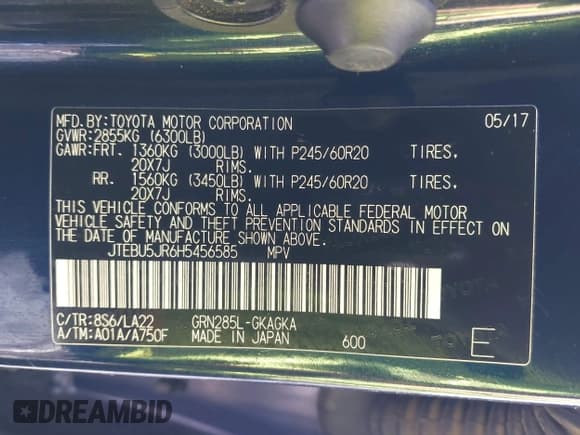 MFD.BY:TOYOTA MOTOR CORPORATION 05/17
GVWR:2855KG (6300LB)
GAWR:FRT. 1360KG (3000LB) WITH P245/60R20 TIRES,
20X7J RIMS.
RR. 1560KG (3450LB) WITH P245/60R20 TIRES,
20X7J RIMS.
THIS VEHICLE CONFORMS TO ALL APPLICABLE FEDERAL MOTOR
VEHICLE SAFETY AND THEFT PREVENTION STANDARDS IN EFFECT ON
THE DATE OF MANUFACTURE SHOWN ABOVE.
JTEBU5JR6H5456585 MPV
C/TR:8S6/LA22 GRN285L-GKAGKA
A/TM:A01A/A750F MADE IN JAPAN 600 E
DREAMBID